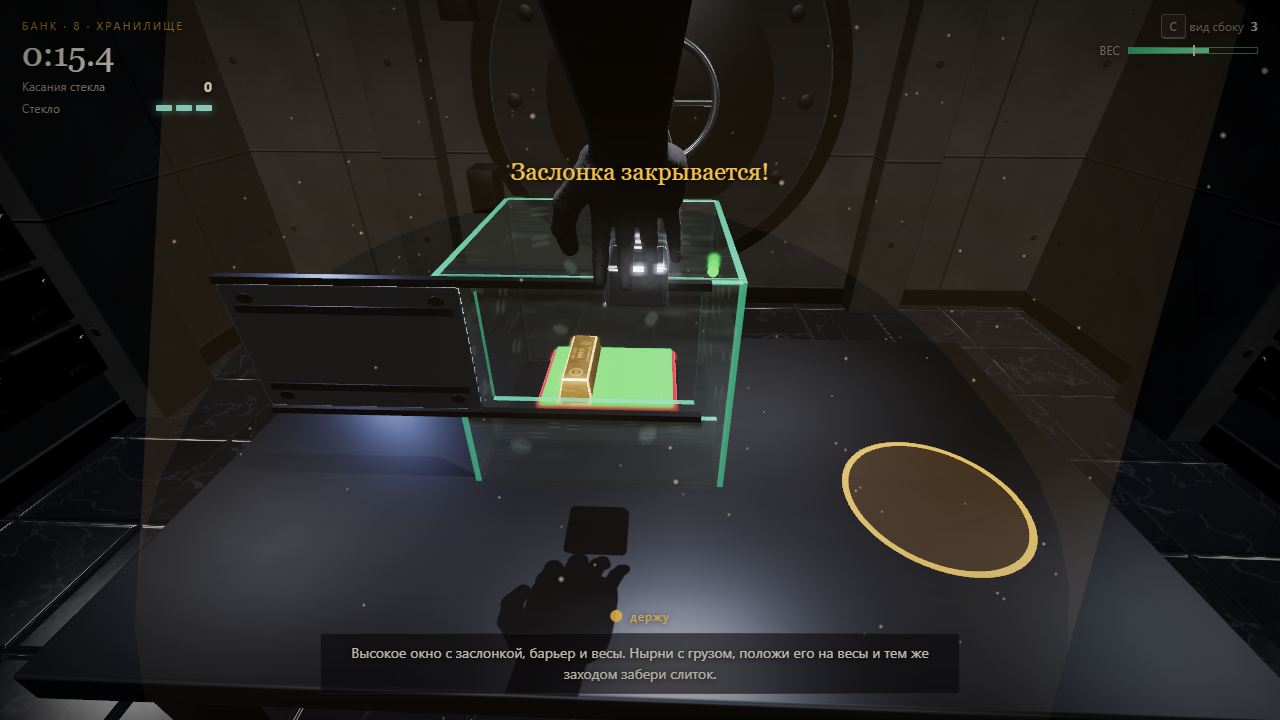 БАНК · 8 · ХРАНИЛИЩЕ
0:15.4
Касания стекла 0
Стекло
C вид сбоку 3
ВЕС
Заслонка закрывается!
держу
Высокое окно с заслонкой, барьер и весы. Нырни с грузом, положи его на весы и тем же
заходом забери слиток.